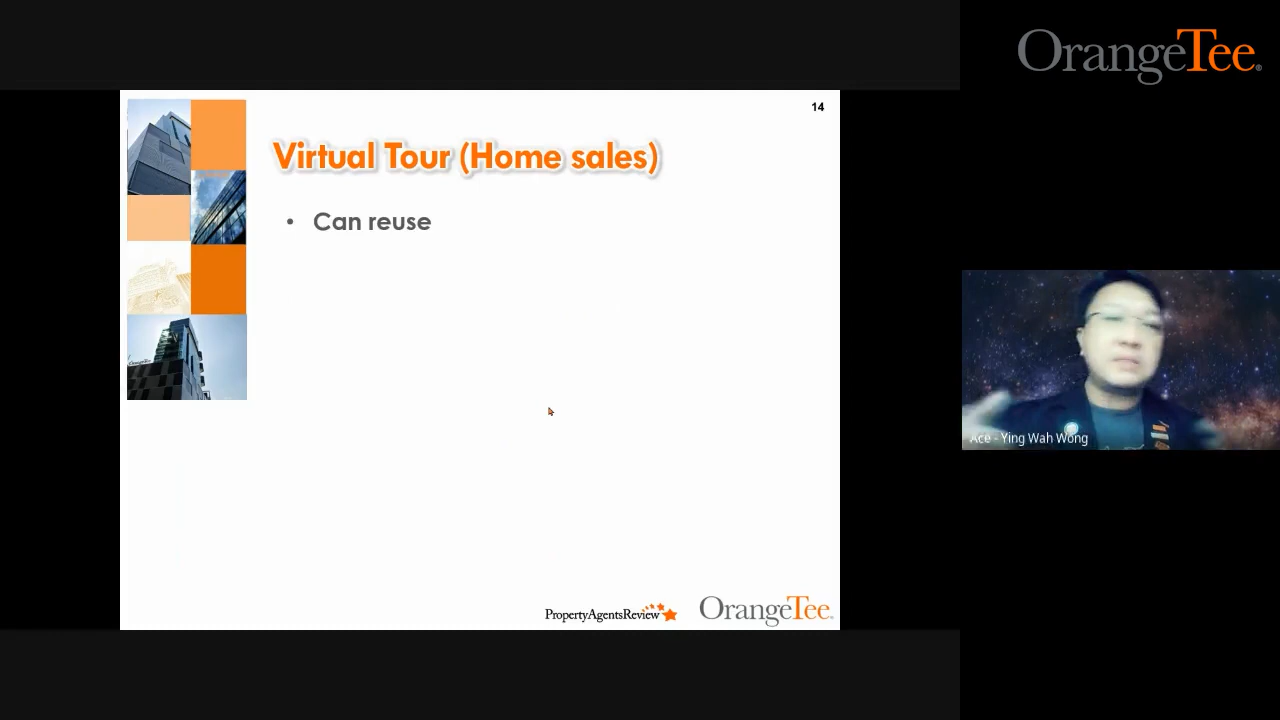 OrangeTee
14
Virtual Tour (Home sales)
• Can reuse
Ace - Ying Wah Wong
PropertyAgentsReview
OrangeTee